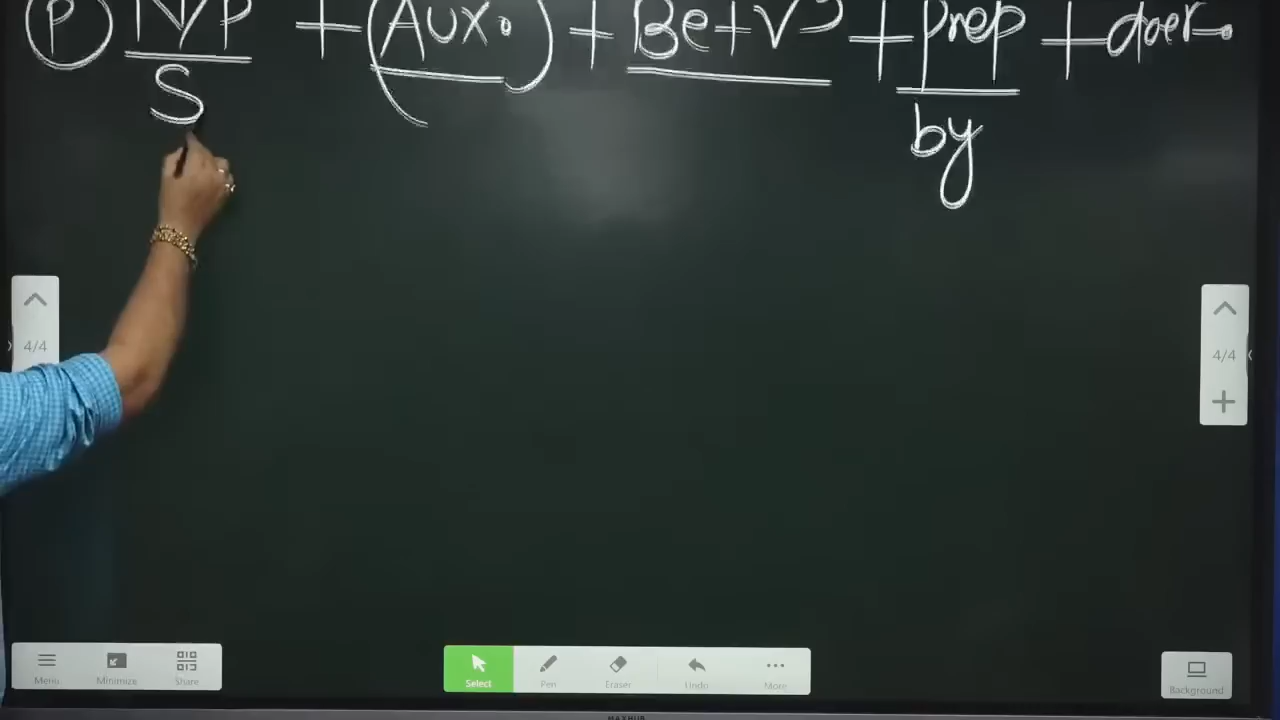 P N/P + (Aux.) + Be+V3 + prep + doer.
S by
4/4 4/4
Menu Minimize Share Select Pen Eraser Undo More Background
MAXHUB